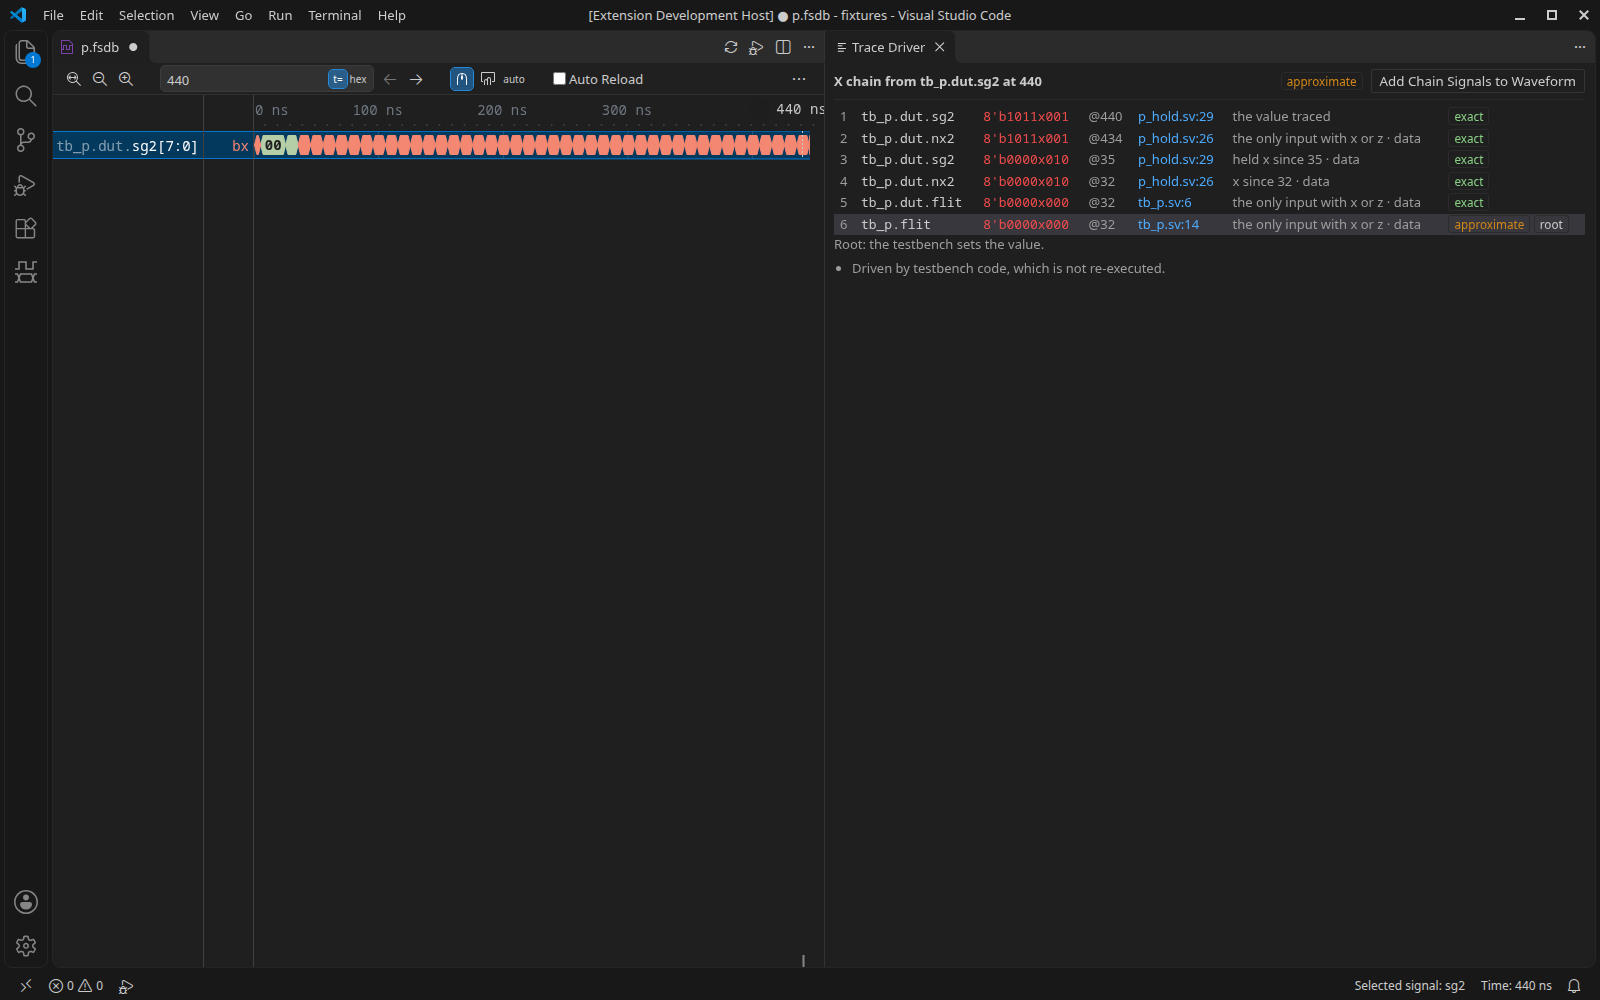 File Edit Selection View Go Run Terminal Help
[Extension Development Host] ● p.fsdb - fixtures - Visual Studio Code
1
p.fsdb
440 t= hex auto Auto Reload
0 ns 100 ns 200 ns 300 ns 440 ns
tb_p.dut.sg2[7:0] bx 00
Trace Driver
X chain from tb_p.dut.sg2 at 440 approximate Add Chain Signals to Waveform
1 tb_p.dut.sg2 8'b1011x001 @440 p_hold.sv:29 the value traced exact
2 tb_p.dut.nx2 8'b1011x001 @434 p_hold.sv:26 the only input with x or z · data exact
3 tb_p.dut.sg2 8'b0000x010 @35 p_hold.sv:29 held x since 35 · data exact
4 tb_p.dut.nx2 8'b0000x010 @32 p_hold.sv:26 x since 32 · data exact
5 tb_p.dut.flit 8'b0000x000 @32 tb_p.sv:6 the only input with x or z · data exact
6 tb_p.flit 8'b0000x000 @32 tb_p.sv:14 the only input with x or z · data approximate root
Root: the testbench sets the value.
• Driven by testbench code, which is not re-executed.
0 0
Selected signal: sg2 Time: 440 ns